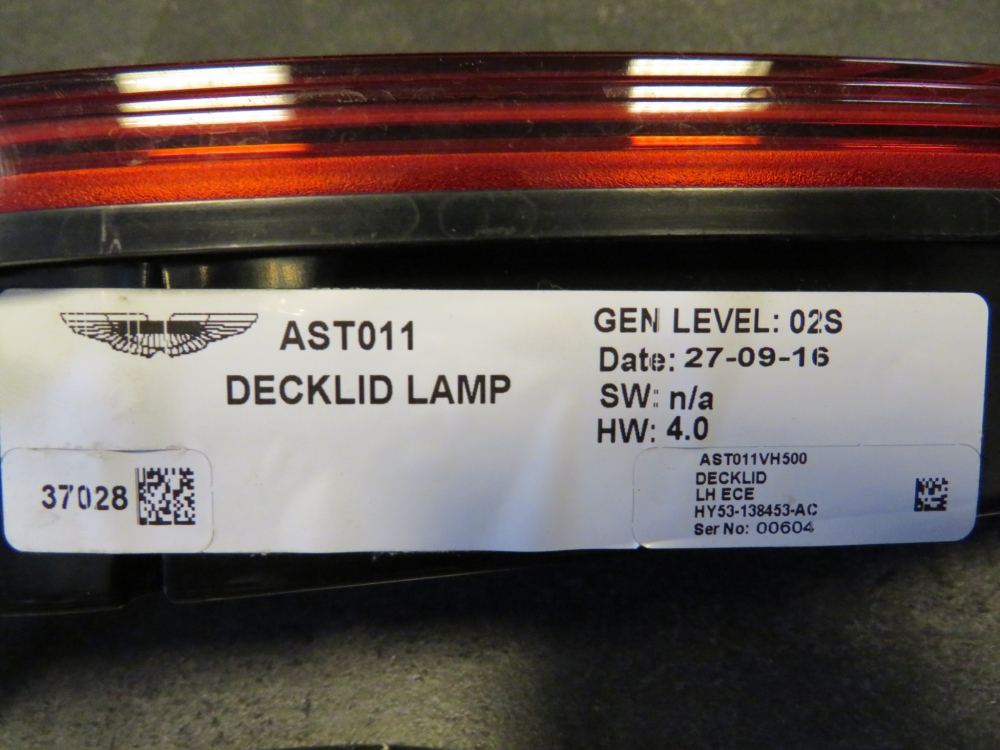 AST011
DECKLID LAMP
GEN LEVEL: 02S
Date: 27-09-16
SW: n/a
HW: 4.0
37028
AST011VH500
DECKLID
LH ECE
HY53-138453-AC
Ser No: 00604